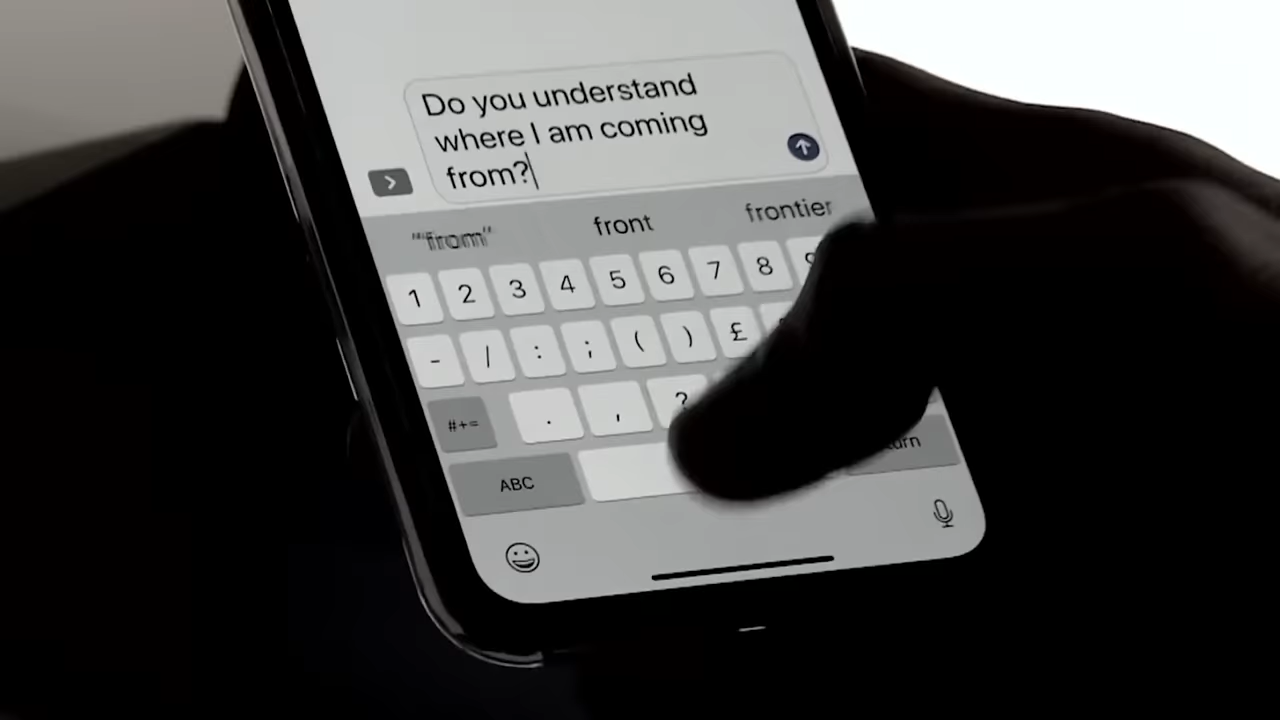 Do you understand
where I am coming
from?
“from” front frontier
1 2 3 4 5 6 7 8
- / : ; ( ) £
#+= . , ?
ABC